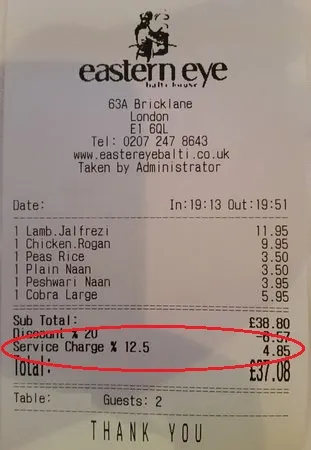 eastern eye
balti house
63A Bricklane
London
E1 6QL
Tel: 0207 247 8643
www.eastereyebalti.co.uk
Taken by Administrator
Date: In:19:13 Out:19:51
1 Lamb.Jalfrezi 11.95
1 Chicken.Rogan 9.95
1 Peas Rice 3.50
1 Plain Naan 3.50
1 Peshwari Naan 3.95
1 Cobra Large 5.95
Sub Total: £38.80
Discount % 20 -6.57
Service Charge % 12.5 4.85
Total: £37.08
Table: Guests: 2
THANK YOU